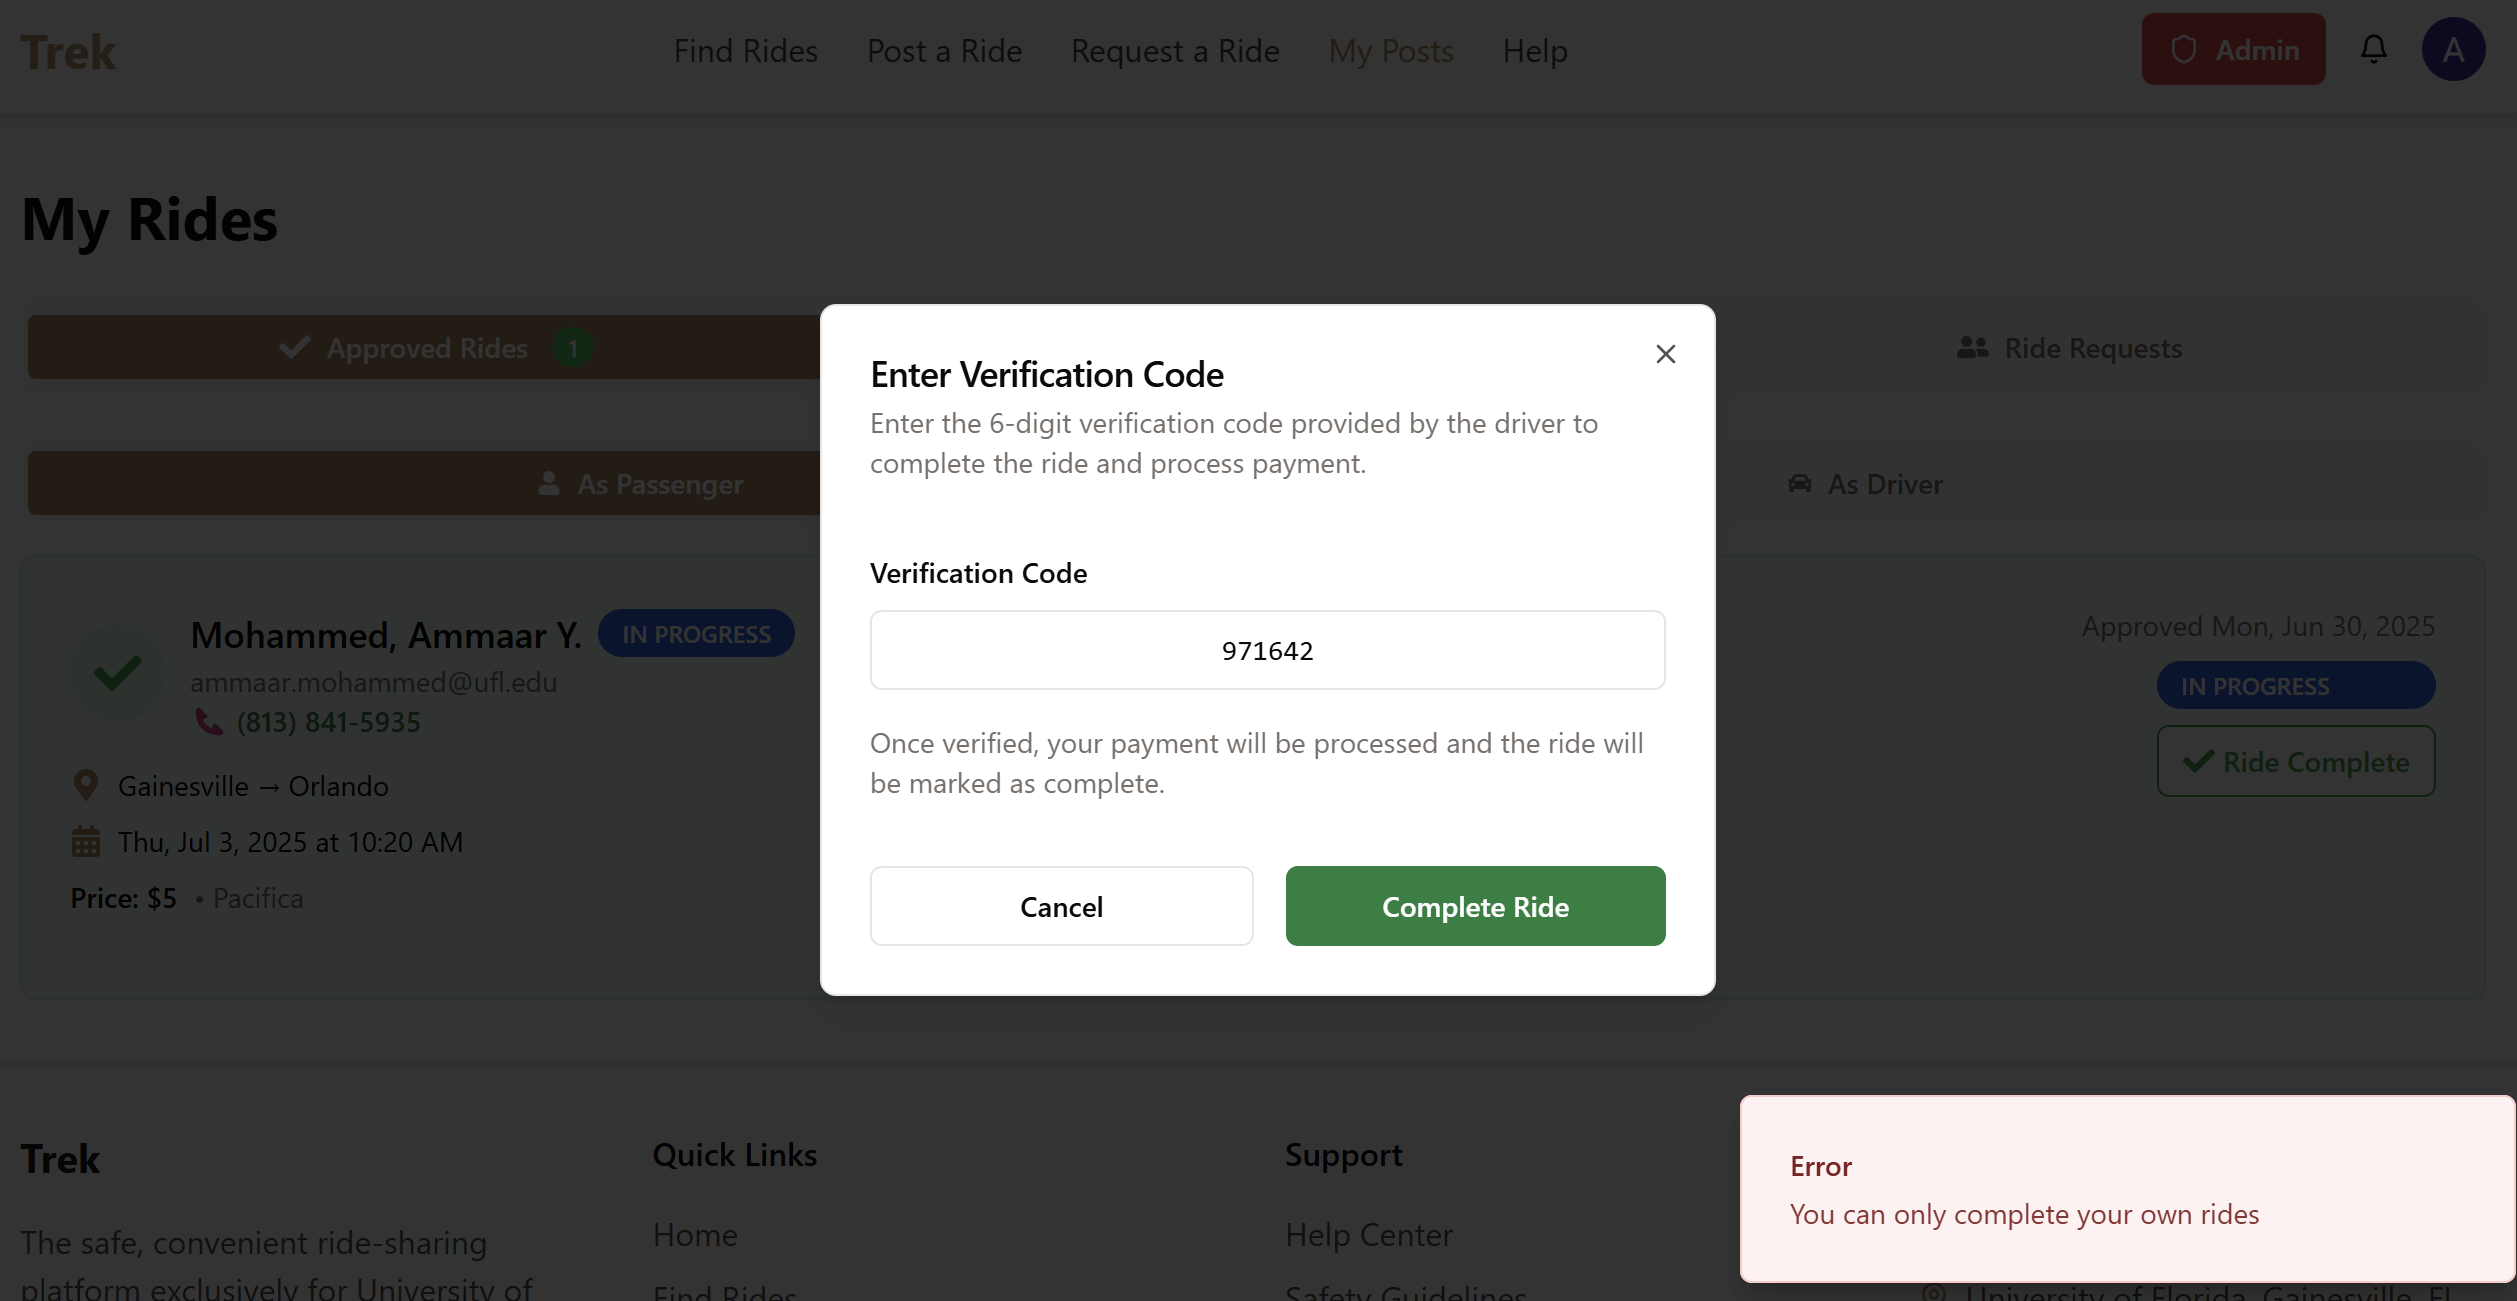 Trek
Find Rides
Post a Ride
Request a Ride
My Posts
Help
Admin
A
My Rides
Approved Rides 1
Ride Requests
As Passenger
As Driver
Mohammed, Ammaar Y.
IN PROGRESS
ammaar.mohammed@ufl.edu
(813) 841-5935
Gainesville → Orlando
Thu, Jul 3, 2025 at 10:20 AM
Price: $5 • Pacifica
Approved Mon, Jun 30, 2025
IN PROGRESS
Ride Complete
Enter Verification Code
Enter the 6-digit verification code provided by the driver to
complete the ride and process payment.
Verification Code
971642
Once verified, your payment will be processed and the ride will
be marked as complete.
Cancel
Complete Ride
Trek
The safe, convenient ride-sharing
platform exclusively for University of
Quick Links
Home
Find Rides
Support
Help Center
Safety Guidelines
Error
You can only complete your own rides
University of Florida, Gainesville, FL